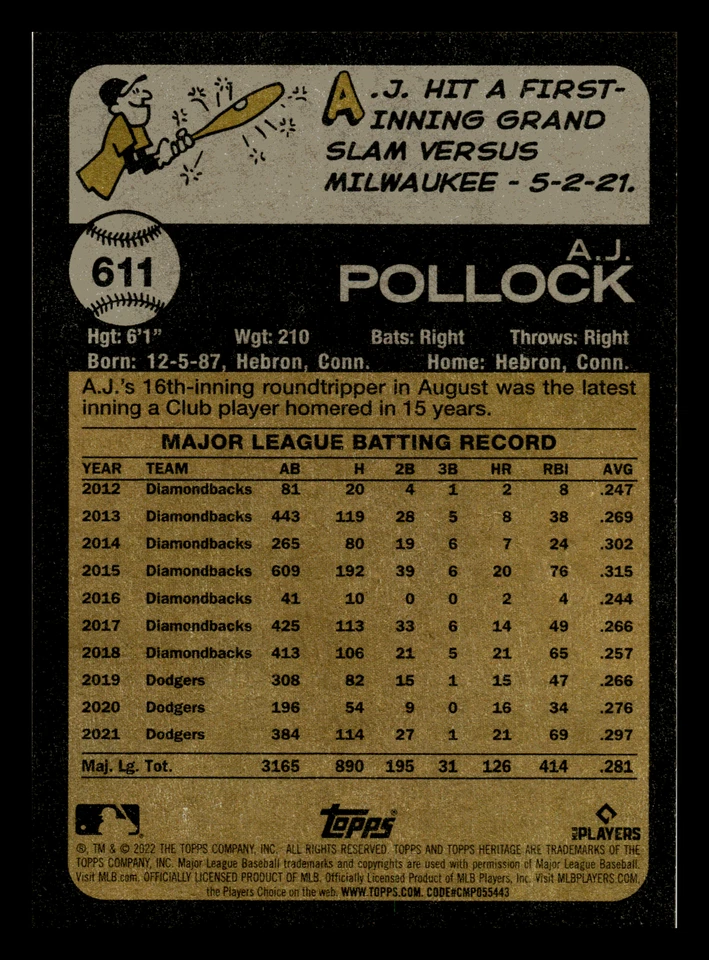 A.J. HIT A FIRST-
INNING GRAND
SLAM VERSUS
MILWAUKEE - 5-2-21.
611
A.J.
POLLOCK
Hgt: 6'1" Wgt: 210 Bats: Right Throws: Right
Born: 12-5-87, Hebron, Conn. Home: Hebron, Conn.
A.J.'s 16th-inning roundtripper in August was the latest
inning a Club player homered in 15 years.
MAJOR LEAGUE BATTING RECORD
YEAR TEAM AB H 2B 3B HR RBI AVG
2012 Diamondbacks 81 20 4 1 2 8 .247
2013 Diamondbacks 443 119 28 5 8 38 .269
2014 Diamondbacks 265 80 19 6 7 24 .302
2015 Diamondbacks 609 192 39 6 20 76 .315
2016 Diamondbacks 41 10 0 0 2 4 .244
2017 Diamondbacks 425 113 33 6 14 49 .266
2018 Diamondbacks 413 106 21 5 21 65 .257
2019 Dodgers 308 82 15 1 15 47 .266
2020 Dodgers 196 54 9 0 16 34 .276
2021 Dodgers 384 114 27 1 21 69 .297
Maj. Lg. Tot. 3165 890 195 31 126 414 .281
Topps®
MLB PLAYERS
®, TM & © 2022 THE TOPPS COMPANY, INC. ALL RIGHTS RESERVED. TOPPS AND TOPPS HERITAGE ARE TRADEMARKS OF THE
TOPPS COMPANY, INC. Major League Baseball trademarks and copyrights are used with permission of Major League Baseball.
Visit MLB.com. OFFICIALLY LICENSED PRODUCT OF MLB. Officially Licensed Product of MLB Players, Inc. Visit MLBPLAYERS.COM,
the Players Choice on the web. WWW.TOPPS.COM. CODE#CMP055443